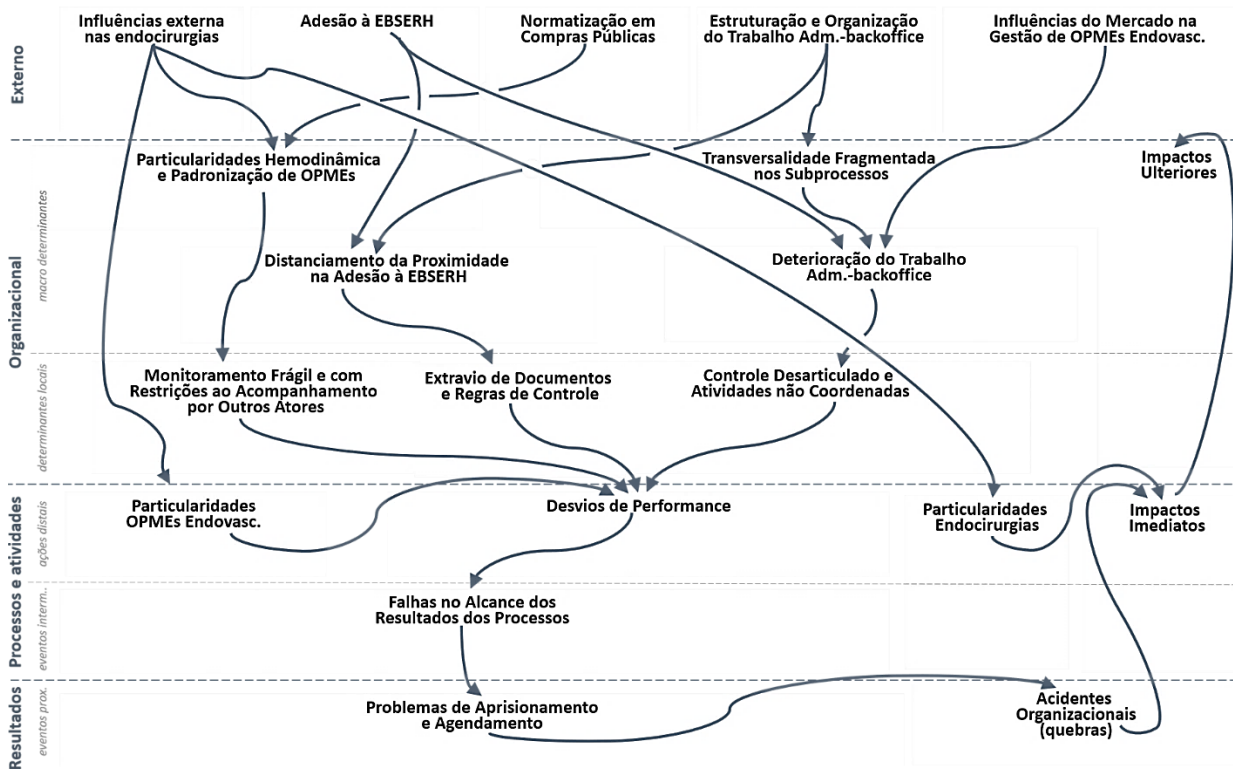 Influências externa
nas endocirurgias
Adesão à EBSERH
Normatização em
Compras Públicas
Estruturação e Organização
do Trabalho Adm.-backoffice
Influências do Mercado na
Gestão de OPMEs Endovasc.
Externo
Particularidades Hemodinâmica
e Padronização de OPMEs
Transversalidade Fragmentada
nos Subprocessos
Impactos
Ulteriores
Organizacional
macro determinantes
Distanciamento da Proximidade
na Adesão à EBSERH
Deterioração do Trabalho
Adm.-backoffice
determinantes locais
Monitoramento Frágil e com
Restrições ao Acompanhamento
por Outros Atores
Extravio de Documentos
e Regras de Controle
Controle Desarticulado e
Atividades não Coordenadas
Processos e atividades
ações distais
Particularidades
OPMEs Endovasc.
Desvios de Performance
Particularidades
Endocirurgias
Impactos
Imediatos
eventos interm..
Falhas no Alcance dos
Resultados dos Processos
Resultados
eventos prox.
Problemas de Aprisionamento
e Agendamento
Acidentes
Organizacionais
(quebras)